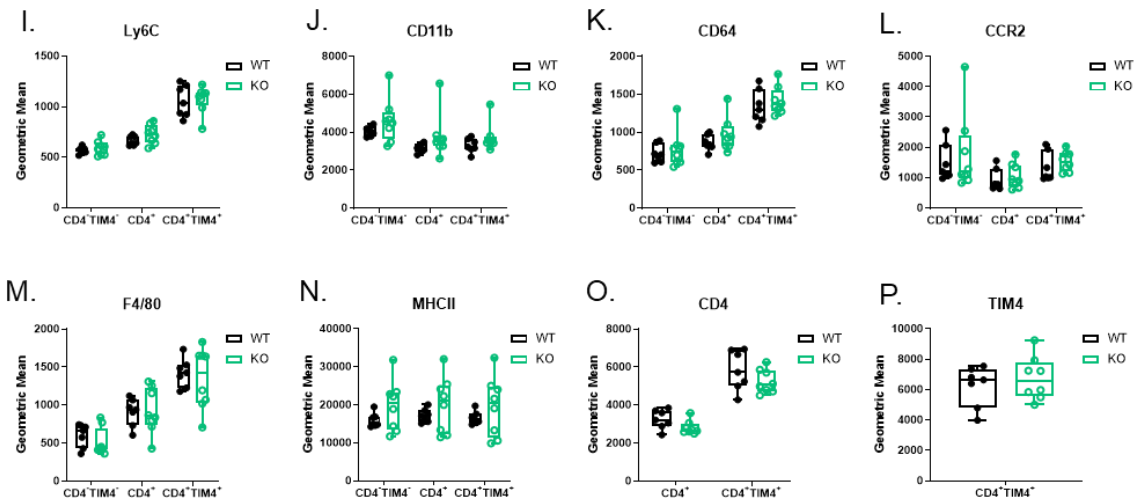 I.
Ly6C
Geometric Mean
1500
1000
500
0
CD4⁻TIM4⁻ CD4⁺ CD4⁺TIM4⁺
WT
KO
J.
CD11b
Geometric Mean
8000
6000
4000
2000
0
CD4⁻TIM4⁻ CD4⁺ CD4⁺TIM4⁺
WT
KO
K.
CD64
Geometric Mean
2000
1500
1000
500
0
CD4⁻TIM4⁻ CD4⁺ CD4⁺TIM4⁺
WT
KO
L.
CCR2
Geometric Mean
5000
4000
3000
2000
1000
0
CD4⁻TIM4⁻ CD4⁺ CD4⁺TIM4⁺
WT
KO
M.
F4/80
Geometric Mean
2000
1500
1000
500
0
CD4⁻TIM4⁻ CD4⁺ CD4⁺TIM4⁺
WT
KO
N.
MHCII
Geometric Mean
40000
30000
20000
10000
0
CD4⁻TIM4⁻ CD4⁺ CD4⁺TIM4⁺
WT
KO
O.
CD4
Geometric Mean
8000
6000
4000
2000
0
CD4⁺ CD4⁺TIM4⁺
WT
KO
P.
TIM4
Geometric Mean
10000
8000
6000
4000
2000
0
CD4⁺TIM4⁺
WT
KO